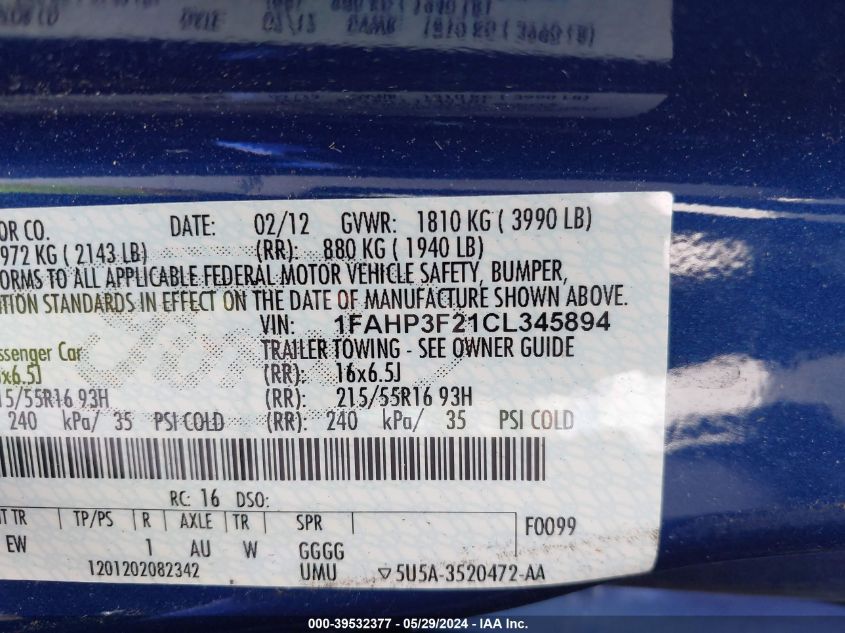 OR CO. DATE: 02/12 GVWR: 1810 KG ( 3990 LB)
972 KG ( 2143 LB) (RR): 880 KG ( 1940 LB)
ORMS TO ALL APPLICABLE FEDERAL MOTOR VEHICLE SAFETY, BUMPER,
TION STANDARDS IN EFFECT ON THE DATE OF MANUFACTURE SHOWN ABOVE.
VIN: 1FAHP3F21CL345894
ssenger Car TRAILER TOWING - SEE OWNER GUIDE
x6.5J (RR): 16x6.5J
15/55R16 93H (RR): 215/55R16 93H
240 kPa/ 35 PSI COLD (RR): 240 kPa/ 35 PSI COLD
RC: 16 DSO:
T TR TP/PS R AXLE TR SPR F0099
EW 1 AU W GGGG
1201202082342 UMU ▽5U5A-3520472-AA
000-39532377 - 05/29/2024 - IAA Inc.